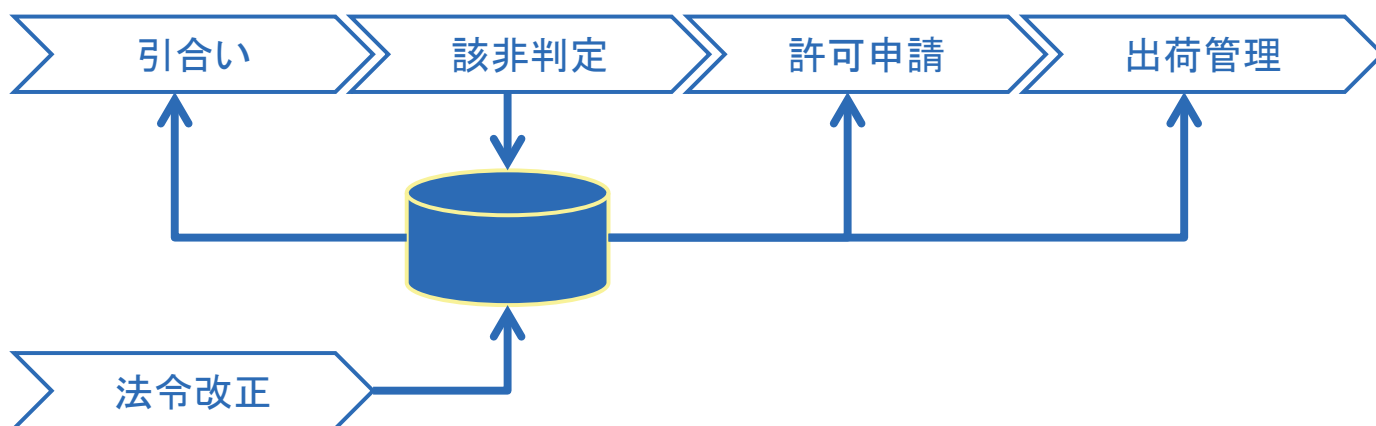 引合い
該非判定
許可申請
出荷管理
法令改正